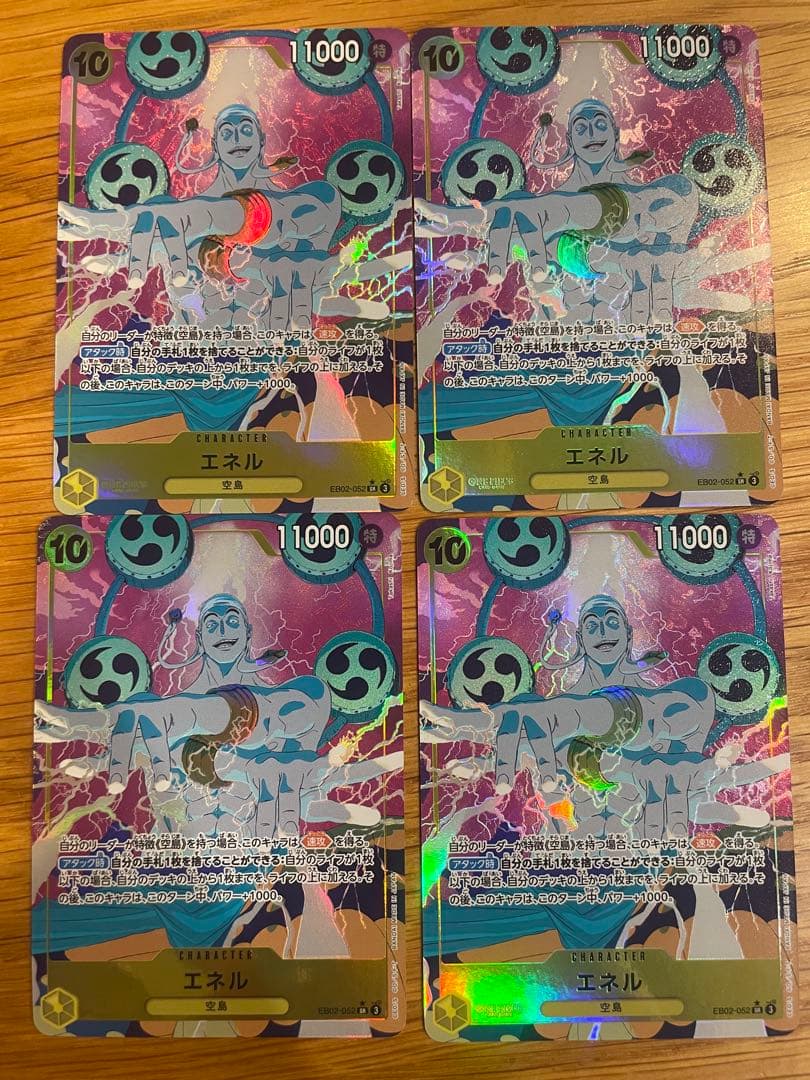 10 11000 特
自分のリーダーが特徴《空島》を持つ場合、このキャラは、速攻を得る。
アタック時 自分の手札1枚を捨てることができる:自分のライフが1枚
以下の場合、自分のデッキの上から1枚までを、ライフの上に加える。そ
の後、このキャラは、このターン中、パワー+1000。
CHARACTER
エネル
空島
EB02-052 SR 3
BANDAI MADE IN JAPAN
10 11000 特
自分のリーダーが特徴《空島》を持つ場合、このキャラは、速攻を得る。
アタック時 自分の手札1枚を捨てることができる:自分のライフが1枚
以下の場合、自分のデッキの上から1枚までを、ライフの上に加える。そ
の後、このキャラは、このターン中、パワー+1000。
CHARACTER
エネル
空島
EB02-052 SR 3
10 11000 特
自分のリーダーが特徴《空島》を持つ場合、このキャラは、速攻を得る。
アタック時 自分の手札1枚を捨てることができる:自分のライフが1枚
以下の場合、自分のデッキの上から1枚までを、ライフの上に加える。そ
の後、このキャラは、このターン中、パワー+1000。
CHARACTER
エネル
空島
EB02-052 SR 3
BANDAI MADE IN JAPAN
10 11000 特
自分のリーダーが特徴《空島》を持つ場合、このキャラは、速攻を得る。
アタック時 自分の手札1枚を捨てることができる:自分のライフが1枚
以下の場合、自分のデッキの上から1枚までを、ライフの上に加える。そ
の後、このキャラは、このターン中、パワー+1000。
CHARACTER
エネル
空島
EB02-052 SR 3
BANDAI MADE IN JAPAN